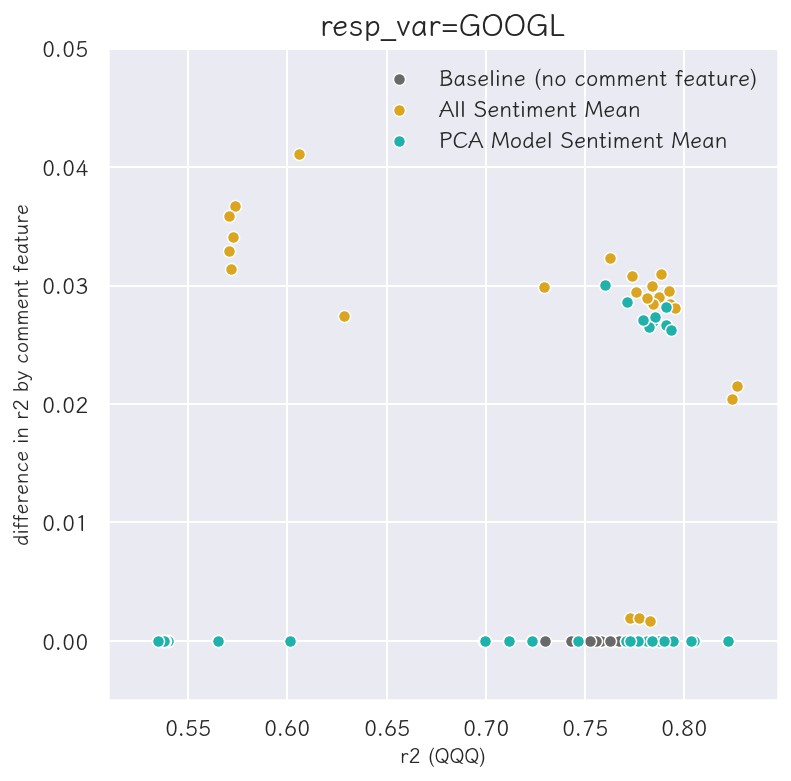 resp_var=GOOGL
Baseline (no comment feature)
All Sentiment Mean
PCA Model Sentiment Mean
difference in r2 by comment feature
0.05
0.04
0.03
0.02
0.01
0.00
0.55 0.60 0.65 0.70 0.75 0.80
r2 (QQQ)